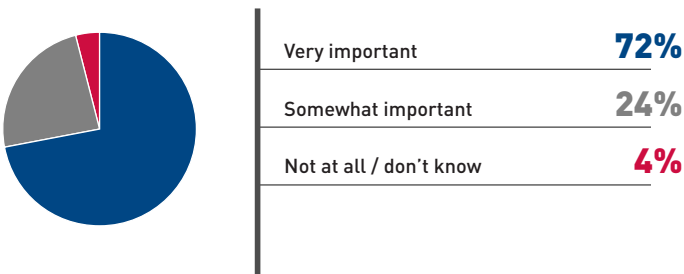 Very important 72%
Somewhat important 24%
Not at all / don’t know 4%